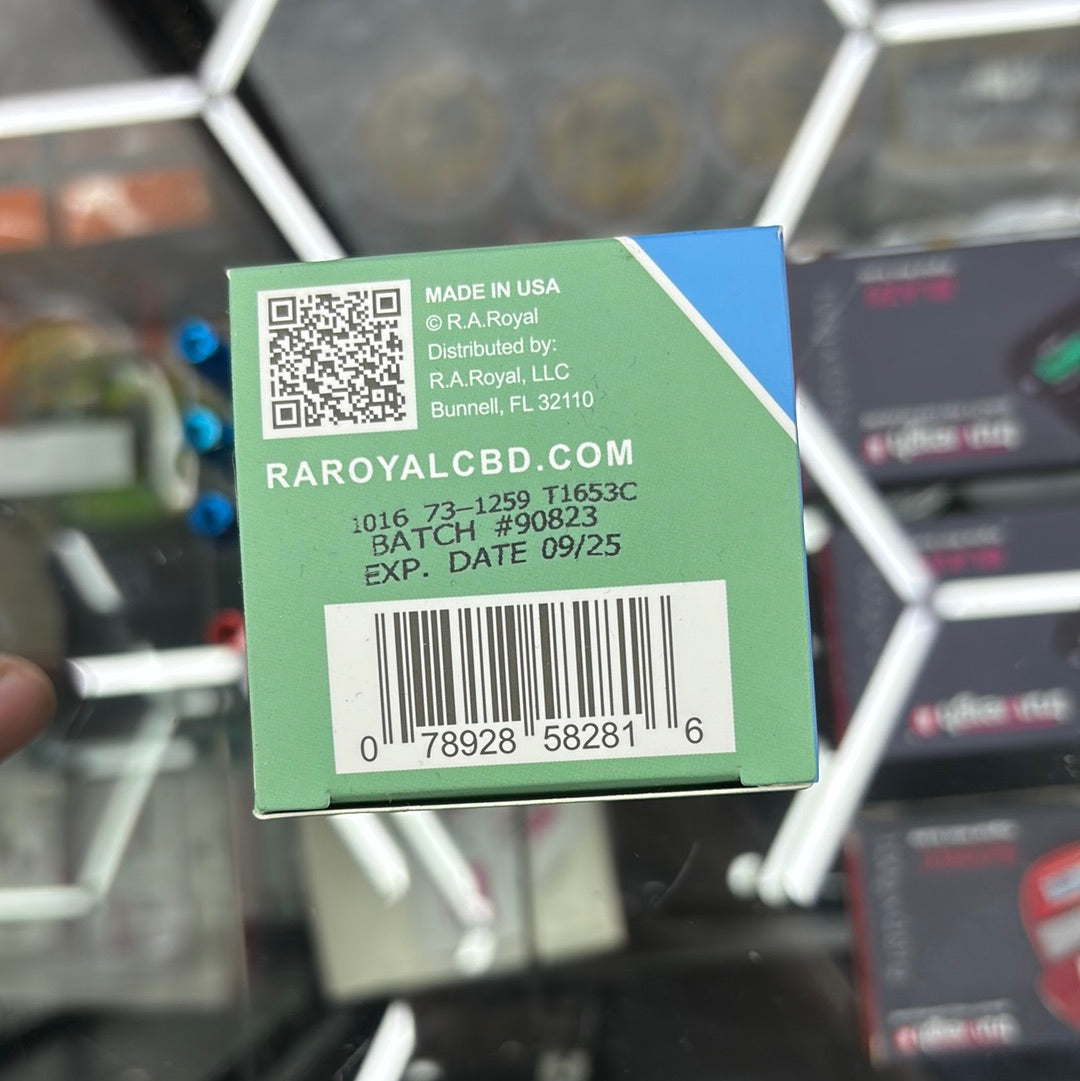 MADE IN USA
© R.A.Royal
Distributed by:
R.A.Royal, LLC
Bunnell, FL 32110
RAROYALCBD.COM
1016 73-1259 T1653C
BATCH #90823
EXP. DATE 09/25
0 78928 58281 6